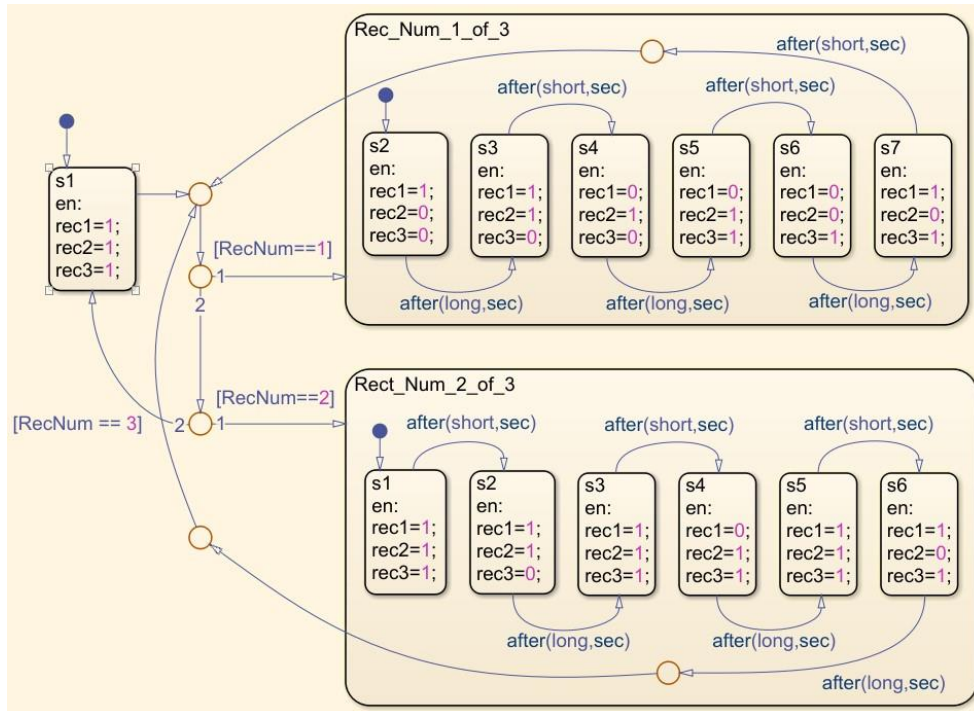 Rec_Num_1_of_3
after(short,sec)
after(short,sec)
after(short,sec)
s2
en:
rec1=1;
rec2=0;
rec3=0;
s3
en:
rec1=1;
rec2=1;
rec3=0;
s4
en:
rec1=0;
rec2=1;
rec3=0;
s5
en:
rec1=0;
rec2=1;
rec3=1;
s6
en:
rec1=0;
rec2=0;
rec3=1;
s7
en:
rec1=1;
rec2=0;
rec3=1;
after(long,sec)
after(long,sec)
after(long,sec)
s1
en:
rec1=1;
rec2=1;
rec3=1;
[RecNum==1]
1
2
Rect_Num_2_of_3
[RecNum==2]
1
2
[RecNum == 3]
after(short,sec)
after(short,sec)
after(short,sec)
s1
en:
rec1=1;
rec2=1;
rec3=1;
s2
en:
rec1=1;
rec2=1;
rec3=0;
s3
en:
rec1=1;
rec2=1;
rec3=1;
s4
en:
rec1=0;
rec2=1;
rec3=1;
s5
en:
rec1=1;
rec2=1;
rec3=1;
s6
en:
rec1=1;
rec2=0;
rec3=1;
after(long,sec)
after(long,sec)
after(long,sec)